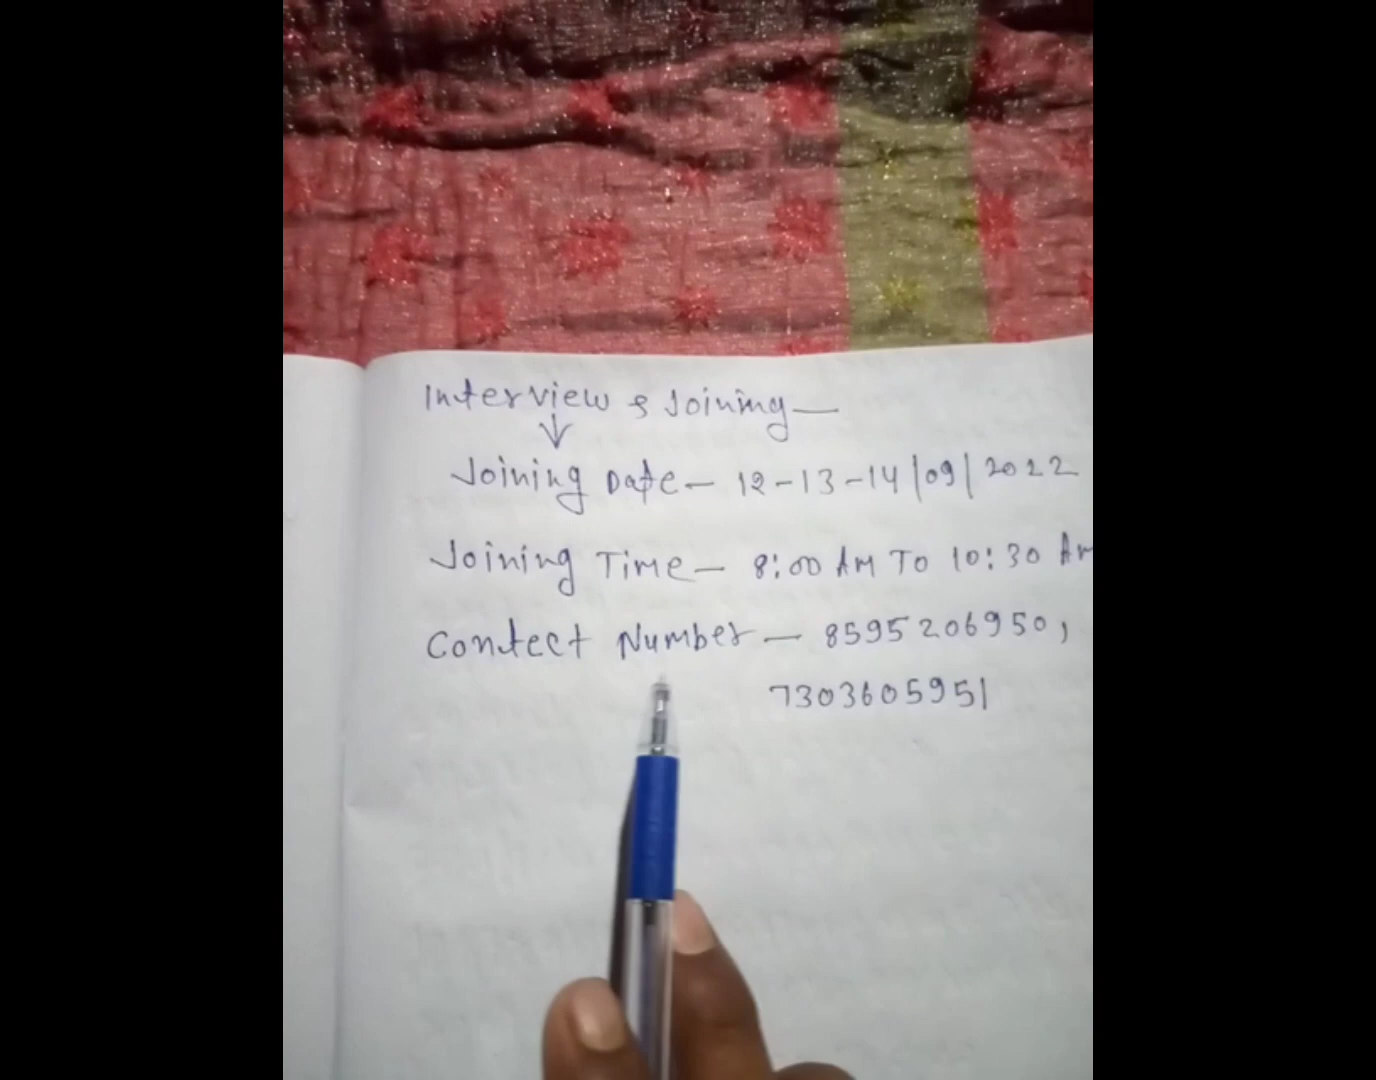 Interview & Joining —
Joining Date — 12-13-14/09/2022
Joining Time — 8:00 AM To 10:30 AM
Contect Number — 8595206950,
7303605951